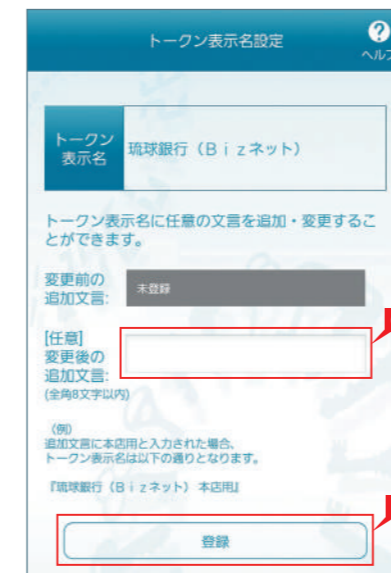 トークン表示名設定
?
ヘルプ
トークン
表示名
琉球銀行（Ｂｉｚネット）
トークン表示名に任意の文言を追加・変更するこ
とができます。
変更前の
追加文言:
未登録
[任意]
変更後の
追加文言:
(全角8文字以内)
（例）
追加文言に本店用と入力された場合、
トークン表示名は以下の通りとなります。
『琉球銀行（Ｂｉｚネット） 本店用』
登録